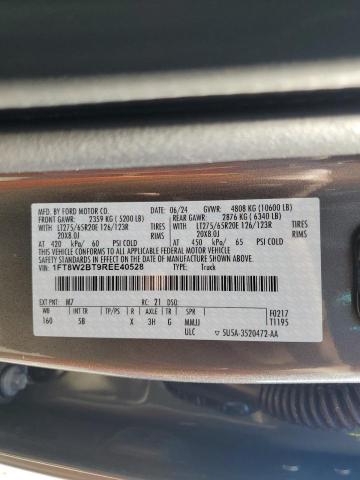 MFD. BY FORD MOTOR CO.
06/24 GVWR: 4808 KG (10600 LB)
FRONT GAWR: 2359 KG (5200 LB) REAR GAWR: 2876 KG (6340 LB)
WITH LT275/65R20E 126/123R TIRES WITH LT275/65R20E 126/123R TIRES
20X8.0J RIMS 20X8.0J RIMS
AT 420 kPa/ 60 PSI COLD AT 450 kPa/ 65 PSI COLD
THIS VEHICLE CONFORMS TO ALL APPLICABLE FEDERAL MOTOR VEHICLE SAFETY
STANDARDS IN EFFECT ON THE DATE OF MANUFACTURE SHOWN ABOVE.
VIN: 1FT8W2BT9REE40528 TYPE: Truck
EXT PNT: M7 RC: 21 DSO:
WB INT TR TP/PS R AXLE TR SPR F0217
160 5B X 3H G MMJJ T1195
ULC 5U5A-3520472-AA